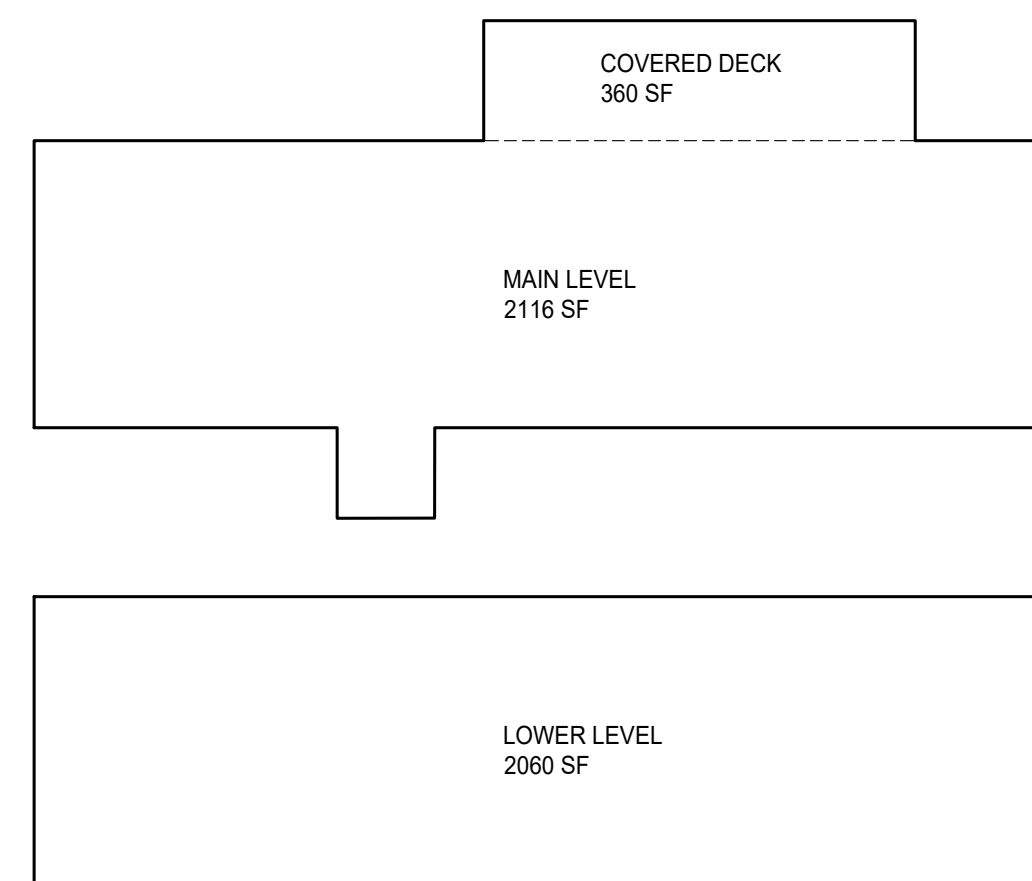 COVERED DECK
360 SF
MAIN LEVEL
2116 SF
LOWER LEVEL
2060 SF